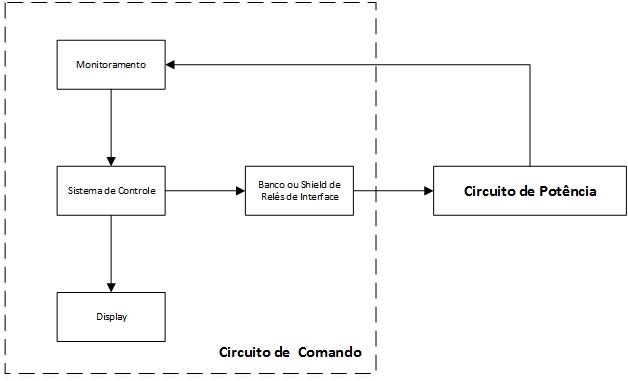 Monitoramento
Sistema de Controle
Banco ou Shield de
Relés de Interface
Circuito de Potência
Display
Circuito de Comando